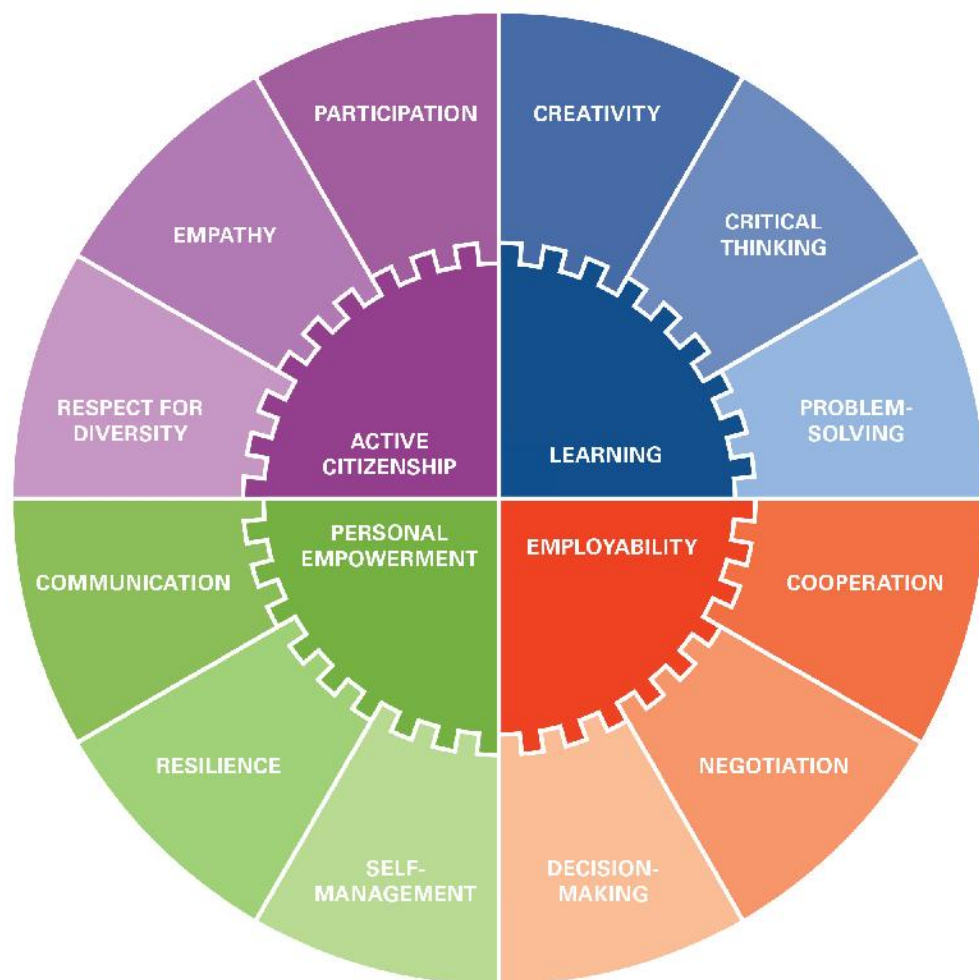 PARTICIPATION
CREATIVITY
EMPATHY
CRITICAL
THINKING
RESPECT FOR
DIVERSITY
PROBLEM-
SOLVING
ACTIVE
CITIZENSHIP
LEARNING
PERSONAL
EMPOWERMENT
EMPLOYABILITY
COMMUNICATION
COOPERATION
RESILIENCE
NEGOTIATION
SELF-
MANAGEMENT
DECISION-
MAKING